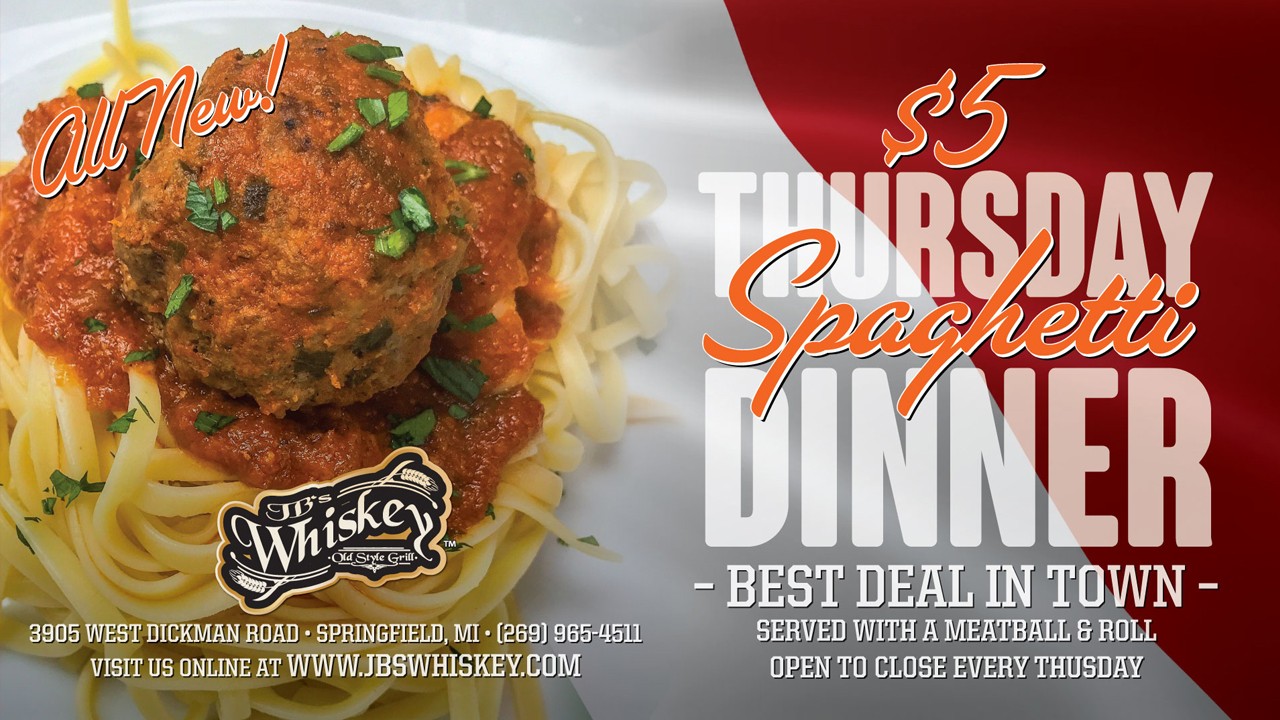 All New!
$5
THURSDAY
Spaghetti
DINNER
- BEST DEAL IN TOWN -
SERVED WITH A MEATBALL & ROLL
OPEN TO CLOSE EVERY THUSDAY
JB's
Whiskey™
Old Style Grill
3905 WEST DICKMAN ROAD • SPRINGFIELD, MI • (269) 965-4511
VISIT US ONLINE AT WWW.JBSWHISKEY.COM